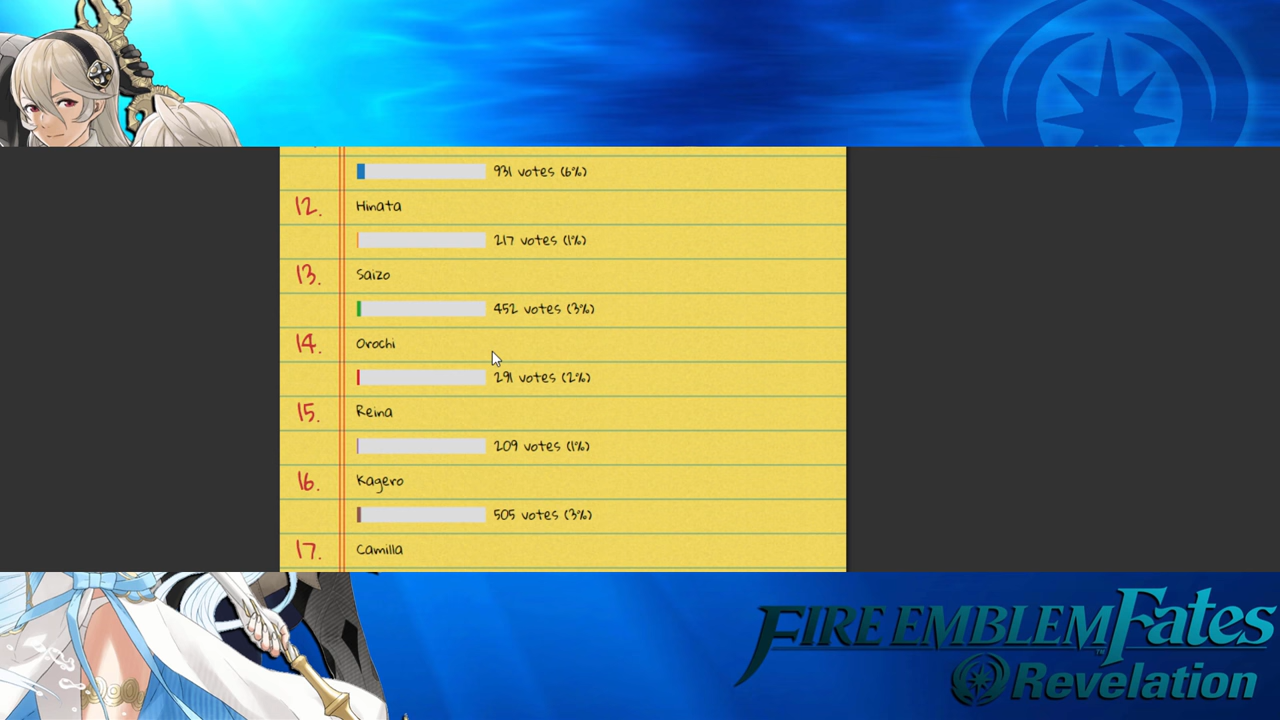 931 votes (6%)
12. Hinata
217 votes (1%)
13. Saizo
452 votes (3%)
14. Orochi
291 votes (2%)
15. Reina
209 votes (1%)
16. Kagero
505 votes (3%)
17. Camilla
FIRE EMBLEM Fates
TM
Revelation